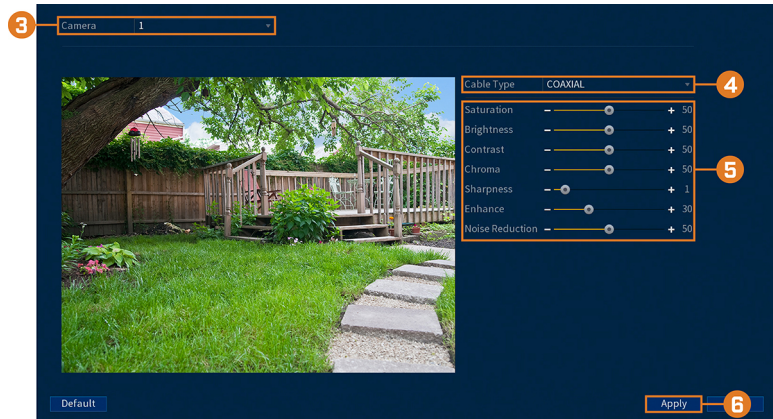 3
Camera 1
Cable Type COAXIAL
4
Saturation - + 50
Brightness - + 50
Contrast - + 50
Chroma - + 50
5
Sharpness - + 1
Enhance - + 30
Noise Reduction - + 50
Default
Apply
6